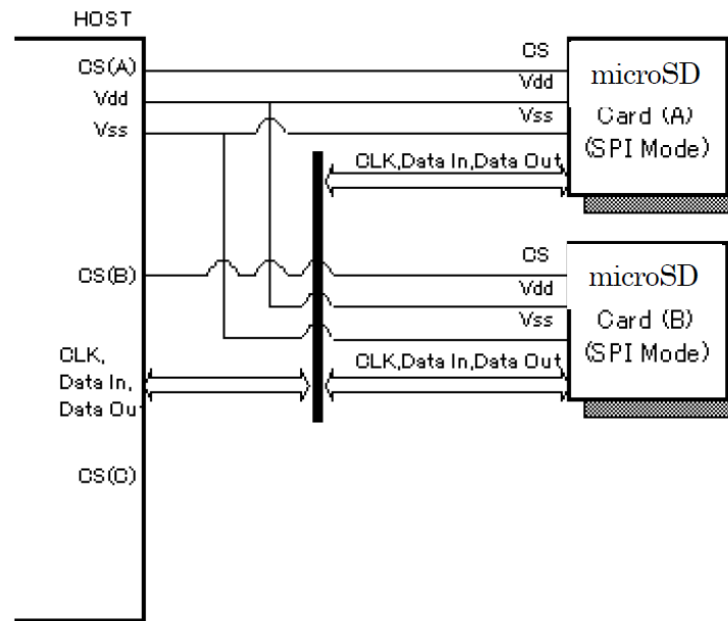 HOST
CS(A)
Vdd
Vss
CS
Vdd
Vss
microSD
Card (A)
(SPI Mode)
CLK,Data In,Data Out
CS(B)
CS
Vdd
Vss
microSD
Card (B)
(SPI Mode)
CLK,
Data In,
Data Ou
CLK,Data In,Data Out
CS(C)